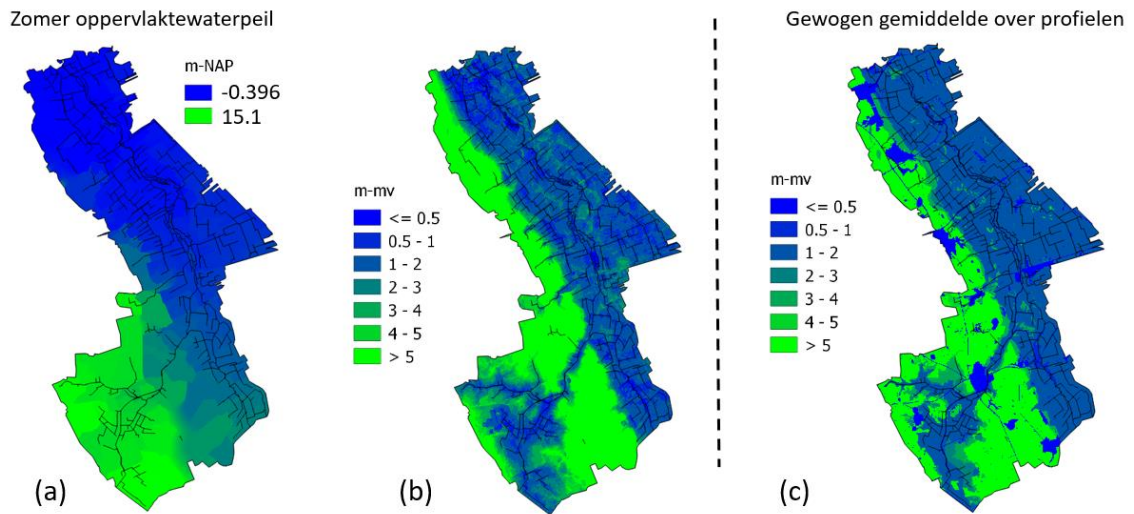 Zomer oppervlaktewaterpeil
Gewogen gemiddelde over profielen
m-NAP
-0.396
15.1
m-mv
<= 0.5
0.5 - 1
1 - 2
2 - 3
3 - 4
4 - 5
> 5
m-mv
<= 0.5
0.5 - 1
1 - 2
2 - 3
3 - 4
4 - 5
> 5
(a)
(b)
(c)